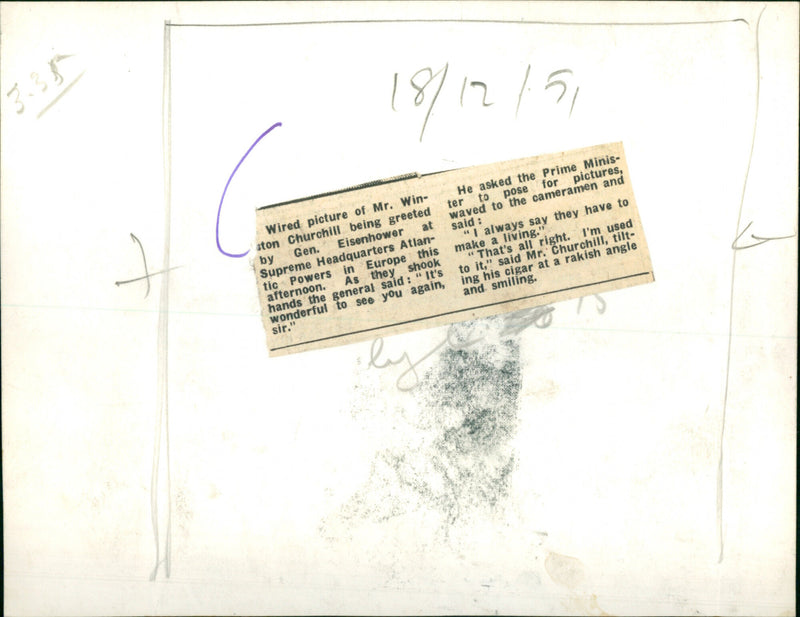 3.35
18/12/51
Wired picture of Mr. Win-
ston Churchill being greeted
by Gen. Eisenhower at
Supreme Headquarters Atlan-
tic Powers in Europe this
afternoon. As they shook
hands the general said: "It's
wonderful to see you again,
sir."
He asked the Prime Minis-
ter to pose for pictures,
waved to the cameramen and
said:
"I always say they have to
make a living."
"That's all right. I'm used
to it," said Mr. Churchill, tilt-
ing his cigar at a rakish angle
and smiling.